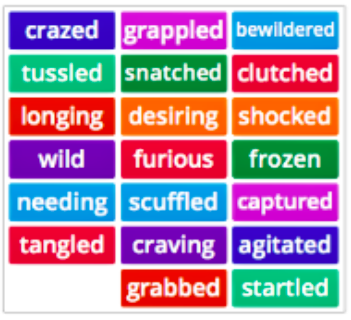 crazed grappled bewildered
tussled snatched clutched
longing desiring shocked
wild furious frozen
needing scuffled captured
tangled craving agitated
grabbed startled